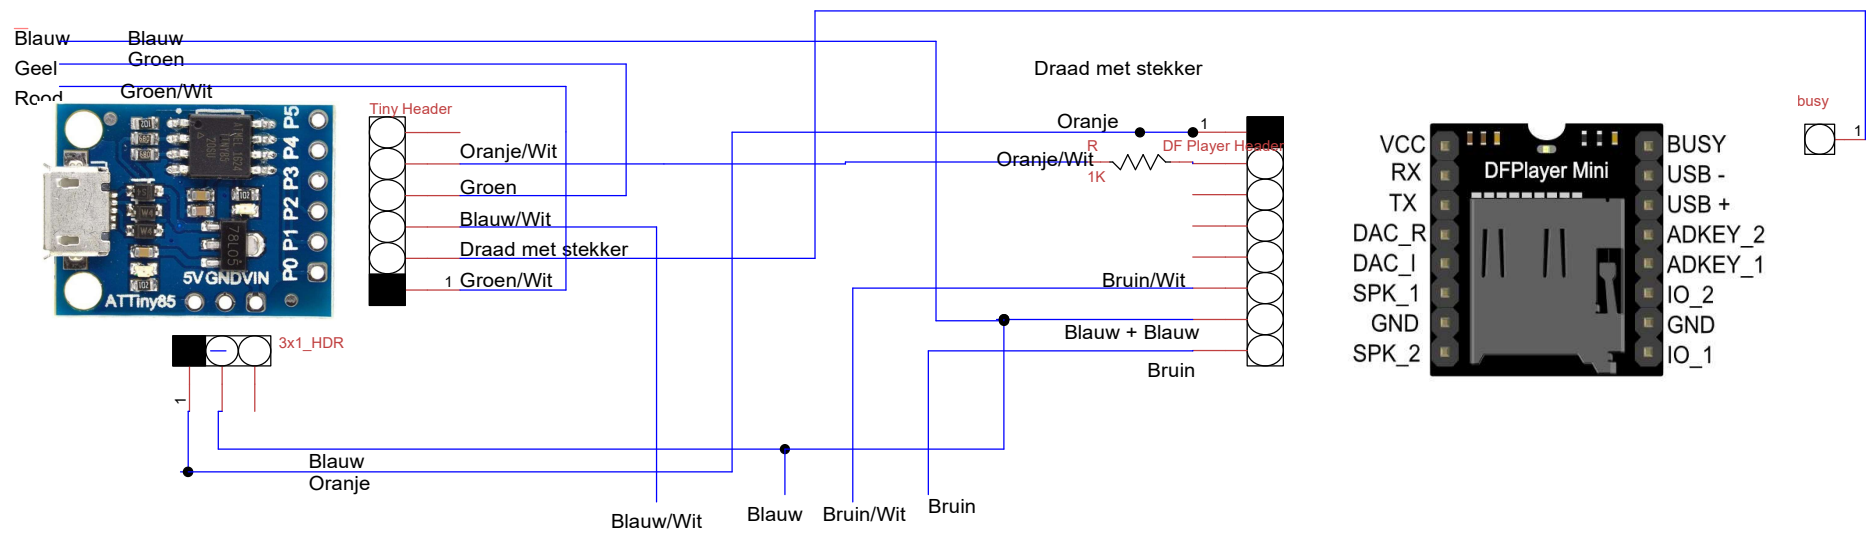 Blauw Blauw
Geel Groen
Rood Groen/Wit
P5
P4
P3
P2
P1
P0
5V GND VIN
ATTiny85
78L05
3x1_HDR
1
Tiny Header
Oranje/Wit
Groen
Blauw/Wit
Draad met stekker
1 Groen/Wit
Blauw
Oranje
Blauw/Wit
Blauw
Bruin/Wit
Bruin
Draad met stekker
Oranje
1
R
DF Player Header
Oranje/Wit
1K
Bruin/Wit
Blauw + Blauw
Bruin
VCC
RX
TX
DAC_R
DAC_I
SPK_1
GND
SPK_2
DFPlayer Mini
BUSY
USB -
USB +
ADKEY_2
ADKEY_1
IO_2
GND
IO_1
busy
1